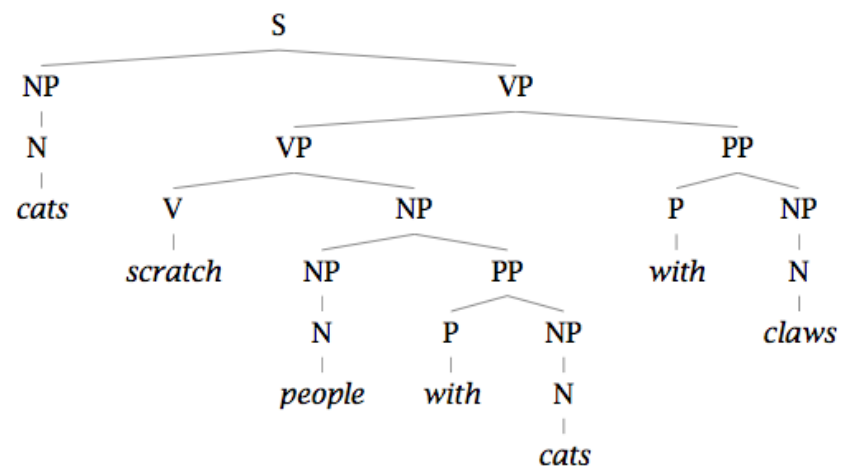 S
NP VP
N VP PP
cats V NP P NP
scratch NP PP with N
N P NP claws
people with N
cats